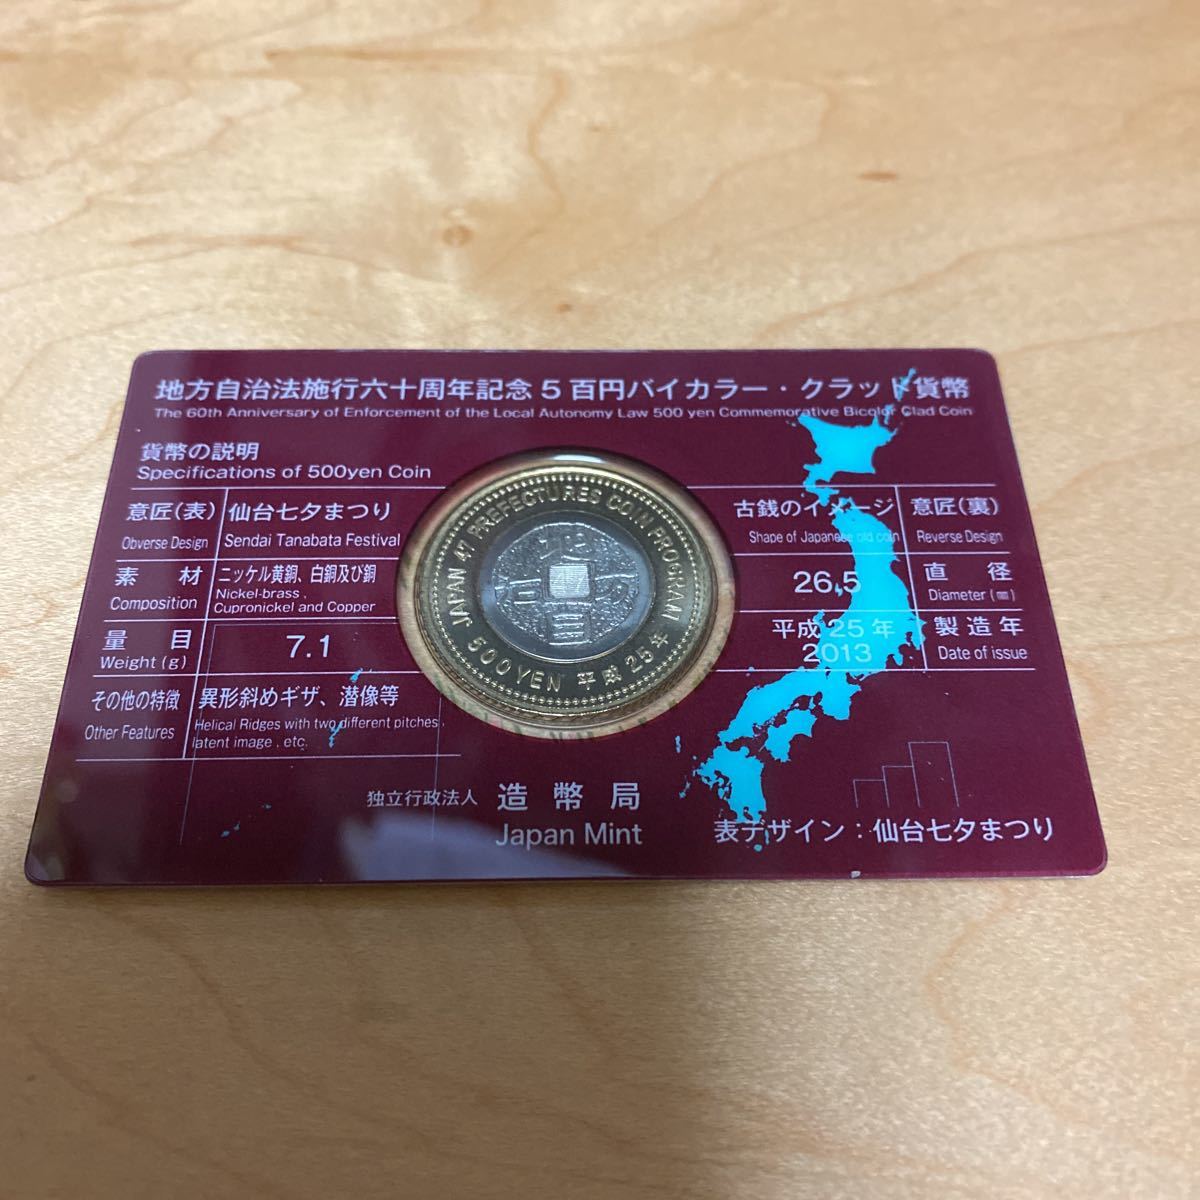 地方自治法施行六十周年記念5百円バイカラー・クラッド貨幣
The 60th Anniversary of Enforcement of the Local Autonomy Law 500 yen Commemorative Bicolor Clad Coin
貨幣の説明
Specifications of 500yen Coin
意匠(表) 仙台七夕まつり
Obverse Design Sendai Tanabata Festival
素材 ニッケル黄銅、白銅及び銅
Composition Nickel-brass,
Cupronickel and Copper
量目 7.1
Weight (g)
その他の特徴 異形斜めギザ、潜像等
Other Features Helical Ridges with two different pitches,
latent image, etc.
JAPAN 47 PREFECTURES COIN PROGRAM
500YEN 平成25年
古銭のイメージ 意匠(裏)
Shape of Japanese old coin Reverse Design
26.5 直径
Diameter (㎜)
平成25年 製造年
2013 Date of issue
独立行政法人 造幣局
Japan Mint
表デザイン：仙台七夕まつり